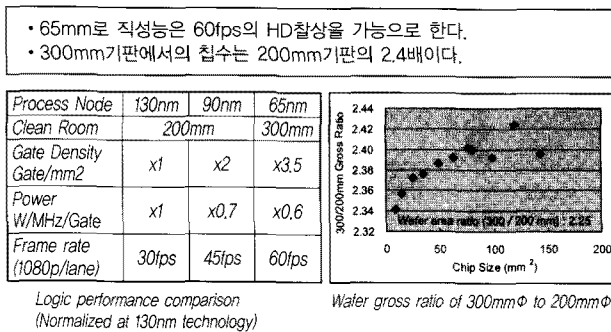 • 65mm로 직성능은 60fps의 HD촬상을 가능으로 한다.
• 300mm기판에서의 칩수는 200mm기판의 2.4배이다.
Process Node 130nm 90nm 65nm
Clean Room 200mm 300mm
Gate Density
Gate/mm2 x1 x2 x3.5
Power
W/MHz/Gate x1 x0.7 x0.6
Frame rate
(1080p/lane) 30fps 45fps 60fps
Logic performance comparison
(Normalized at 130nm technology)
300/200mm Gross Ratio
2.44
2.42
2.40
2.38
2.36
2.34
2.32
Wafer area ratio (300 / 200 mm) : 2.25
0 50 100 150 200
Chip Size (mm 2)
Wafer gross ratio of 300mmΦ to 200mmΦ